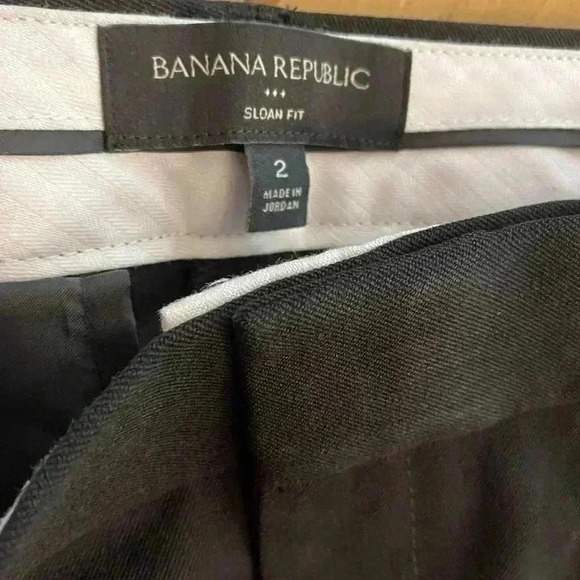 BANANA REPUBLIC
SLOAN FIT
2
MADE IN
JORDAN